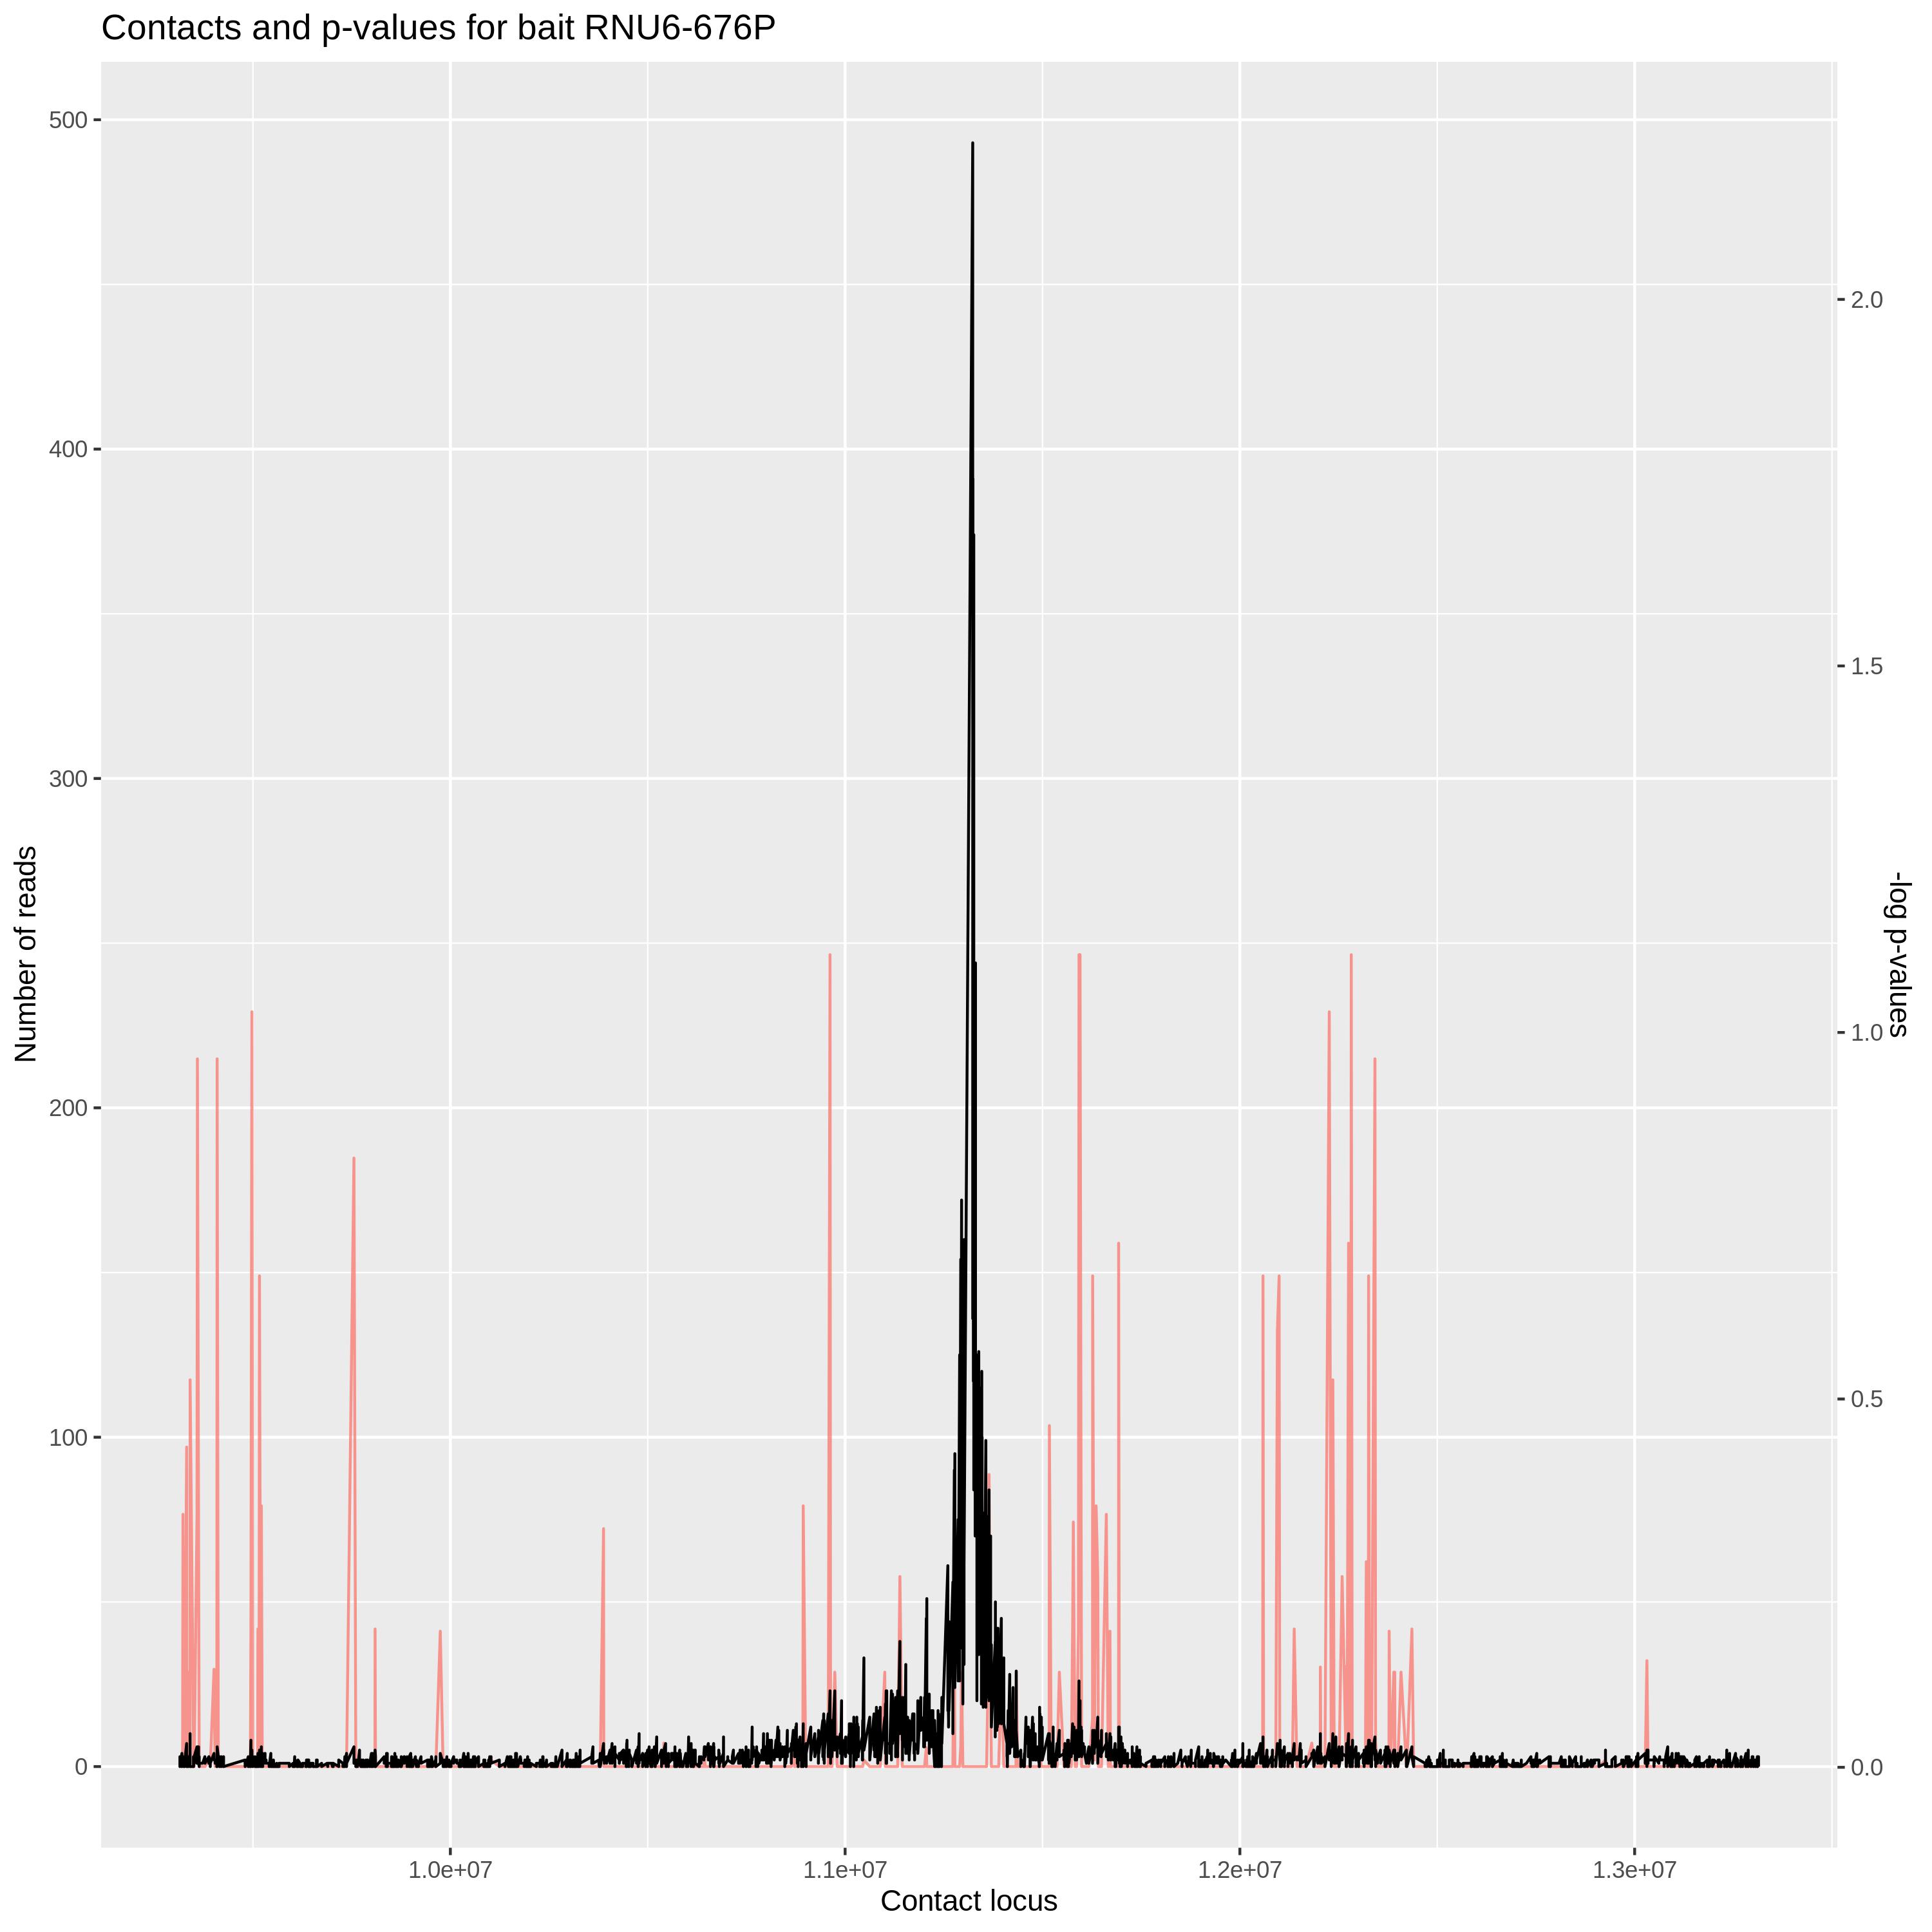 Contacts and p-values for bait RNU6-676P
500
400
300
200
100
0
Number of reads
2.0
1.5
1.0
0.5
0.0
-log p-values
1.0e+07
1.1e+07
1.2e+07
1.3e+07
Contact locus